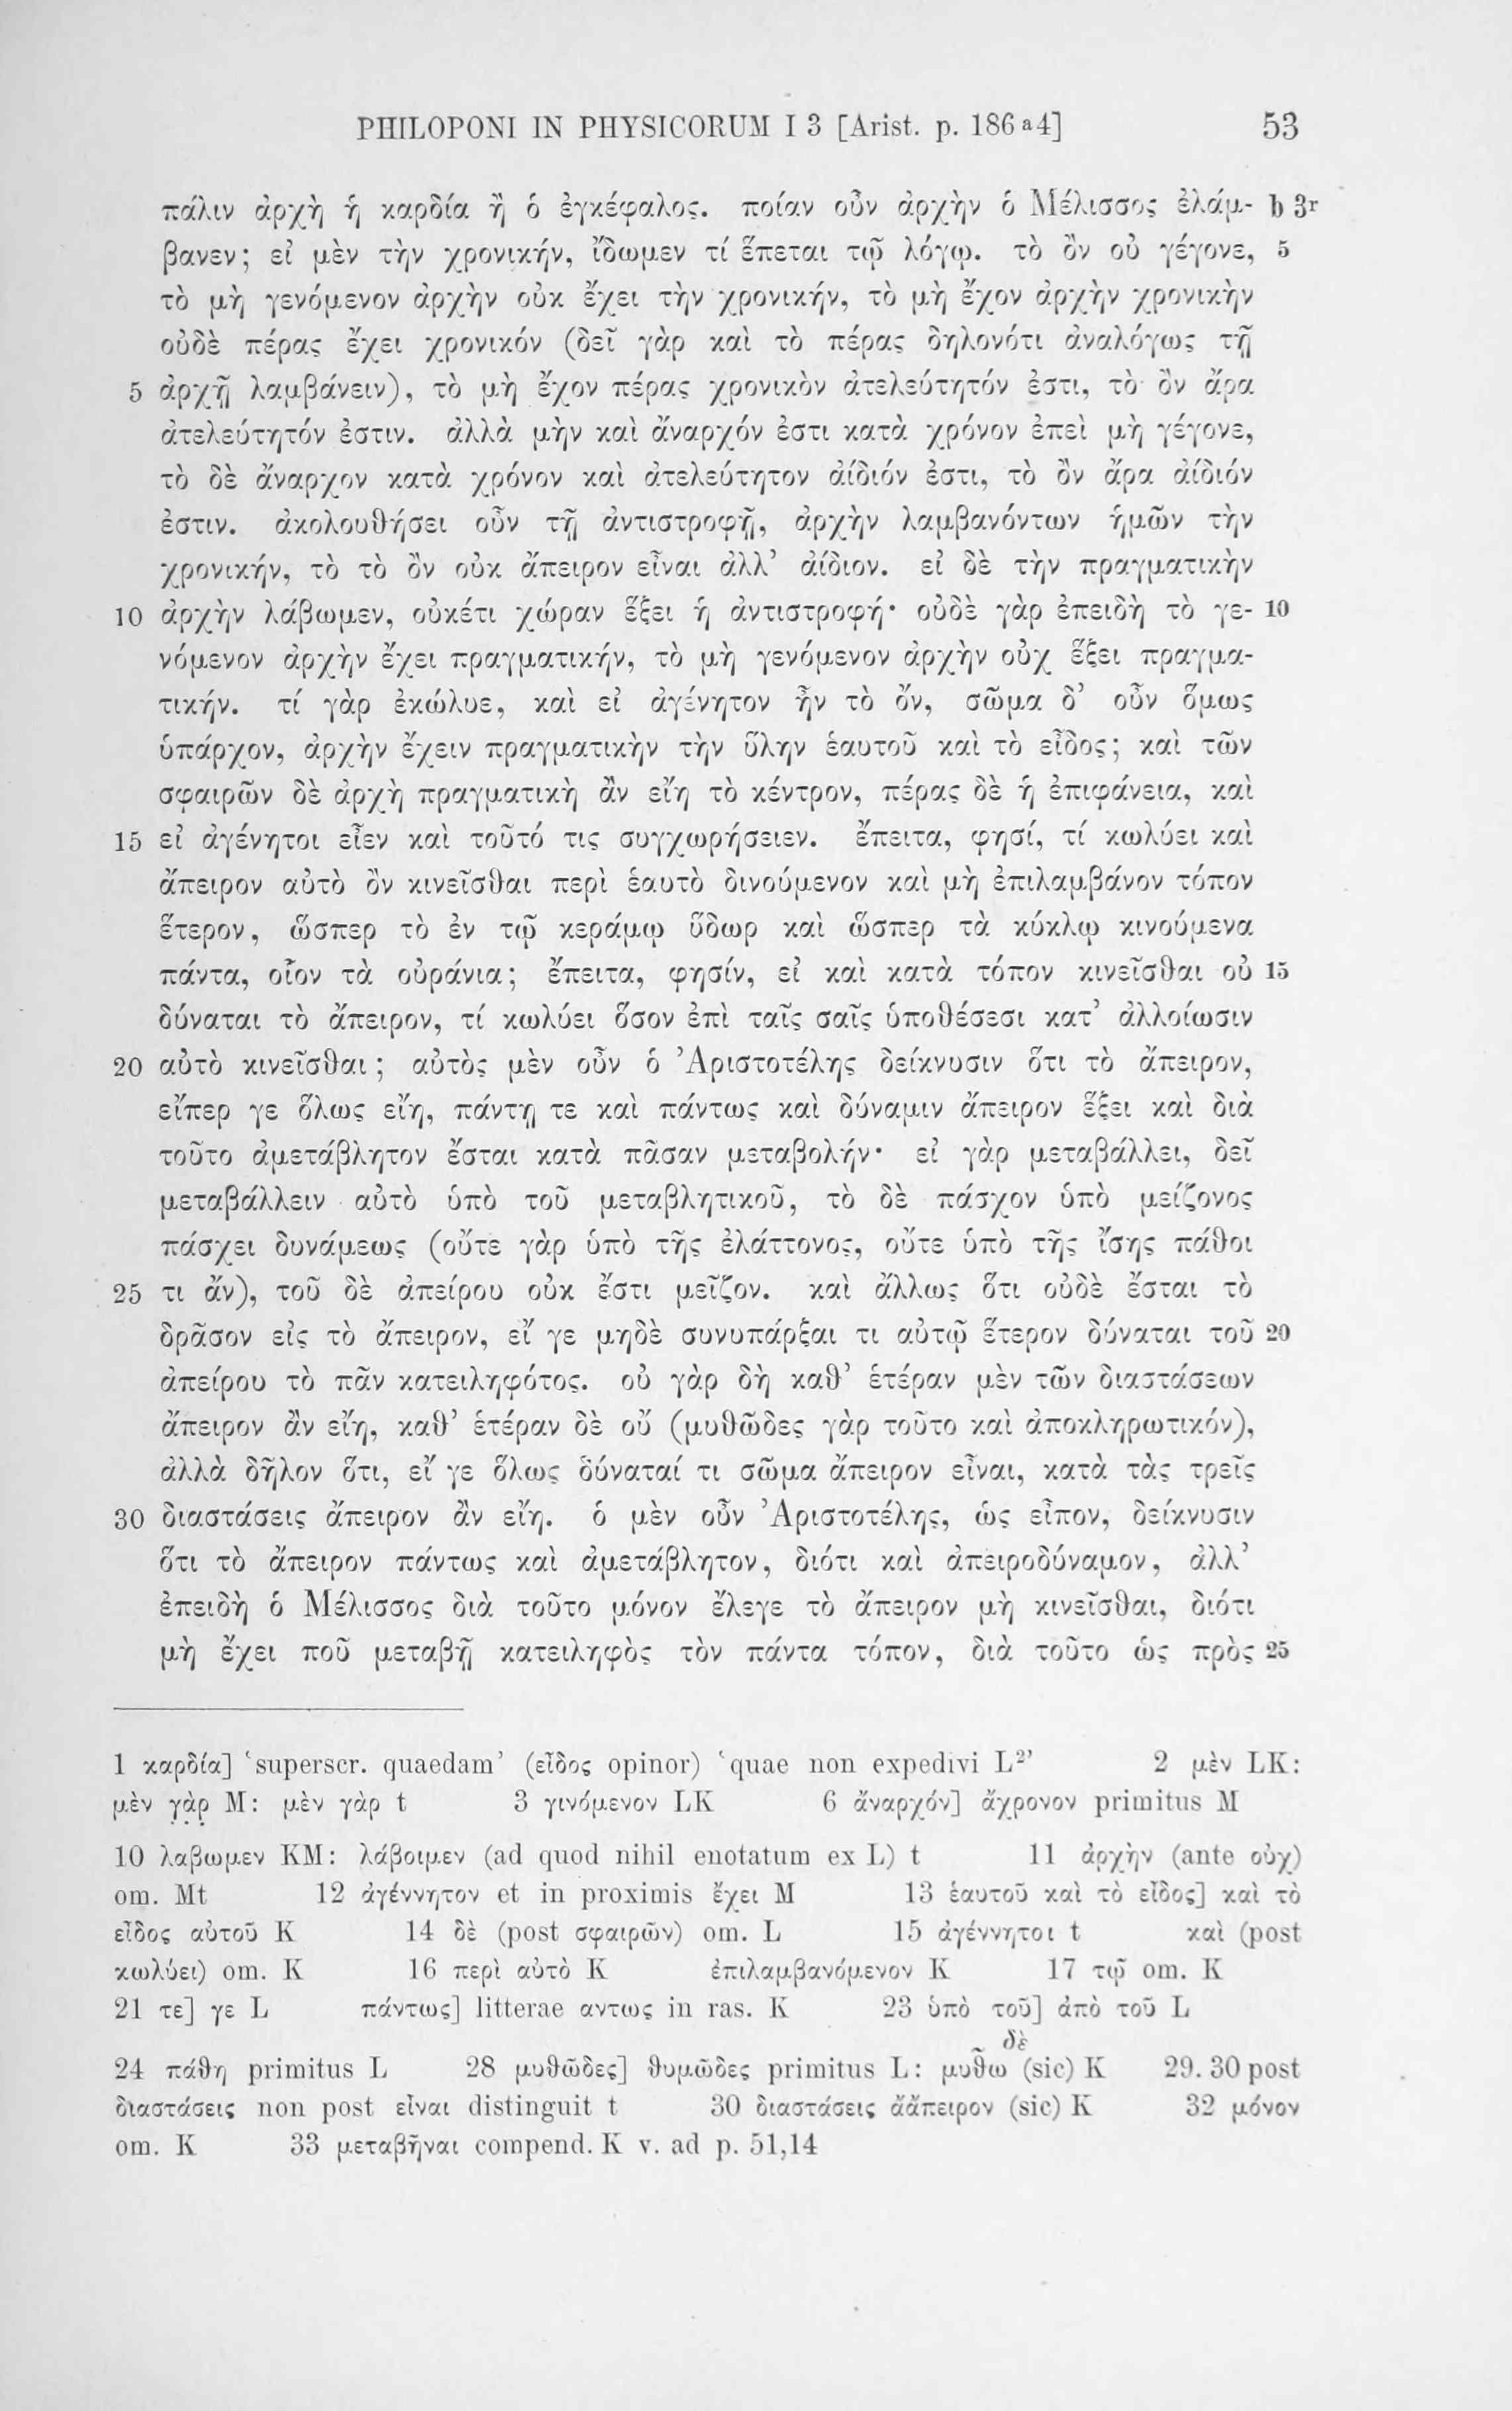 PHILOPONI IN PHYSICORUM I 3 [Arist. p. 186 a 4] 53
πάλιν ἀρχὴ ἡ καρδία ἢ ὁ ἐγκέφαλος. ποίαν οὖν ἀρχὴν ὁ Μέλισσος ἐλάμ- b 3r
βανεν; εἰ μὲν τὴν χρονικήν, ἴδωμεν τί ἕπεται τῷ λόγῳ. τὸ ὂν οὐ γέγονε, 5
τὸ μὴ γενόμενον ἀρχὴν οὐκ ἔχει τὴν χρονικήν, τὸ μὴ ἔχον ἀρχὴν χρονικὴν
οὐδὲ πέρας ἔχει χρονικόν (δεῖ γὰρ καὶ τὸ πέρας δηλονότι ἀναλόγως τῇ
5 ἀρχῇ λαμβάνειν), τὸ μὴ ἔχον πέρας χρονικὸν ἀτελεύτητόν ἐστι, τὸ ὂν ἄρα
ἀτελεύτητόν ἐστιν. ἀλλὰ μὴν καὶ ἄναρχόν ἐστι κατὰ χρόνον ἐπεὶ μὴ γέγονε,
τὸ δὲ ἄναρχον κατὰ χρόνον καὶ ἀτελεύτητον ἀίδιόν ἐστι, τὸ ὂν ἄρα ἀίδιόν
ἐστιν. ἀκολουθήσει οὖν τῇ ἀντιστροφῇ, ἀρχὴν λαμβανόντων ἡμῶν τὴν
χρονικήν, τὸ τὸ ὂν οὐκ ἄπειρον εἶναι ἀλλ’ ἀίδιον. εἰ δὲ τὴν πραγματικὴν
10 ἀρχὴν λάβωμεν, οὐκέτι χώραν ἕξει ἡ ἀντιστροφή· οὐδὲ γὰρ ἐπειδὴ τὸ γε- 10
νόμενον ἀρχὴν ἔχει πραγματικήν, τὸ μὴ γενόμενον ἀρχὴν οὐχ ἕξει πραγμα-
τικήν. τί γὰρ ἐκώλυε, καὶ εἰ ἀγένητον ἦν τὸ ὄν, σῶμα δ’ οὖν ὅμως
ὑπάρχον, ἀρχὴν ἔχειν πραγματικὴν τὴν ὕλην ἑαυτοῦ καὶ τὸ εἶδος; καὶ τῶν
σφαιρῶν δὲ ἀρχὴ πραγματικὴ ἂν εἴη τὸ κέντρον, πέρας δὲ ἡ ἐπιφάνεια, καὶ
15 εἰ ἀγένητοι εἶεν καὶ τοῦτό τις συγχωρήσειεν. ἔπειτα, φησί, τί κωλύει καὶ
ἄπειρον αὐτὸ ὂν κινεῖσθαι περὶ ἑαυτὸ δινούμενον καὶ μὴ ἐπιλαμβάνον τόπον
ἕτερον, ὥσπερ τὸ ἐν τῷ κεράμῳ ὕδωρ καὶ ὥσπερ τὰ κύκλῳ κινούμενα
πάντα, οἷον τὰ οὐράνια; ἔπειτα, φησίν, εἰ καὶ κατὰ τόπον κινεῖσθαι οὐ 15
δύναται τὸ ἄπειρον, τί κωλύει ὅσον ἐπὶ ταῖς σαῖς ὑποθέσεσι κατ’ ἀλλοίωσιν
20 αὐτὸ κινεῖσθαι; αὐτὸς μὲν οὖν ὁ Ἀριστοτέλης δείκνυσιν ὅτι τὸ ἄπειρον,
εἴπερ γε ὅλως εἴη, πάντῃ τε καὶ πάντως καὶ δύναμιν ἄπειρον ἕξει καὶ διὰ
τοῦτο ἀμετάβλητον ἔσται κατὰ πᾶσαν μεταβολήν· εἰ γὰρ μεταβάλλει, δεῖ
μεταβάλλειν αὐτὸ ὑπὸ τοῦ μεταβλητικοῦ, τὸ δὲ πάσχον ὑπὸ μείζονος
πάσχει δυνάμεως (οὔτε γὰρ ὑπὸ τῆς ἐλάττονος, οὔτε ὑπὸ τῆς ἴσης πάθοι
25 τι ἄν), τοῦ δὲ ἀπείρου οὐκ ἔστι μεῖζον. καὶ ἄλλως ὅτι οὐδὲ ἔσται τὸ
δρᾶσον εἰς τὸ ἄπειρον, εἴ γε μηδὲ συνυπάρξαι τι αὐτῷ ἕτερον δύναται τοῦ 20
ἀπείρου τὸ πᾶν κατειληφότος. οὐ γὰρ δὴ καθ’ ἑτέραν μὲν τῶν διαστάσεων
ἄπειρον ἂν εἴη, καθ’ ἑτέραν δὲ οὔ (μυθῶδες γὰρ τοῦτο καὶ ἀποκληρωτικόν),
ἀλλὰ δῆλον ὅτι, εἴ γε ὅλως δύναταί τι σῶμα ἄπειρον εἶναι, κατὰ τὰς τρεῖς
30 διαστάσεις ἄπειρον ἂν εἴη. ὁ μὲν οὖν Ἀριστοτέλης, ὡς εἶπον, δείκνυσιν
ὅτι τὸ ἄπειρον πάντως καὶ ἀμετάβλητον, διότι καὶ ἀπειροδύναμον, ἀλλ’
ἐπειδὴ ὁ Μέλισσος διὰ τοῦτο μόνον ἔλεγε τὸ ἄπειρον μὴ κινεῖσθαι, διότι
μὴ ἔχει ποῦ μεταβῇ κατειληφὸς τὸν πάντα τόπον, διὰ τοῦτο ὡς πρὸς 25
1 καρδία] ‘superscr. quaedam’ (εἶδος opinor) ‘quae non expedivi L²’ 2 μὲν LK:
μὲν γὰρ M: μὲν γὰρ t 3 γινόμενον LK 6 ἄναρχόν] ἄχρονον primitus M
10 λαβωμεν KM: λάβοιμεν (ad quod nihil enotatum ex L) t 11 ἀρχὴν (ante οὐχ)
om. Mt 12 ἀγέννητον et in proximis ἔχει M 13 ἑαυτοῦ καὶ τὸ εἶδος] καὶ τὸ
εἶδος αὐτοῦ K 14 δὲ (post σφαιρῶν) om. L 15 ἀγέννητοι t καὶ (post
κωλύει) om. K 16 περὶ αὐτὸ K ἐπιλαμβανόμενον K 17 τῷ om. K
21 τε] γε L πάντως] litterae αντως in ras. K 23 ὑπὸ τοῦ] ἀπὸ τοῦ L
24 πάθη primitus L 28 μυθῶδες] θυμῶδες primitus L: μυθῶδὲ (sic) K 29. 30 post
διαστάσεις non post εἶναι distinguit t 30 διαστάσεις ἄάπειρον (sic) K 32 μόνον
om. K 33 μεταβῆναι compend. K v. ad p. 51,14